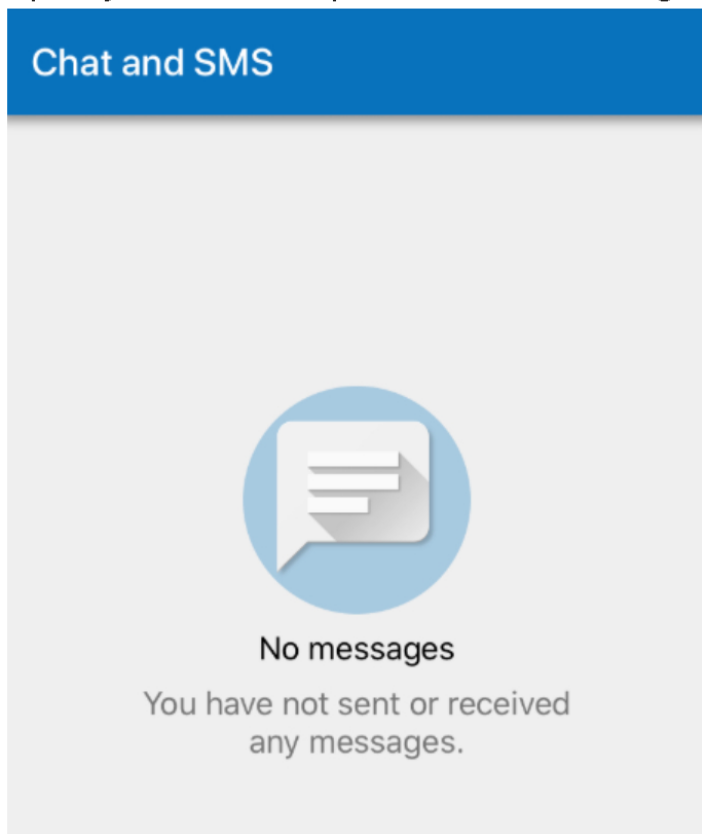 Chat and SMS
No messages
You have not sent or received
any messages.